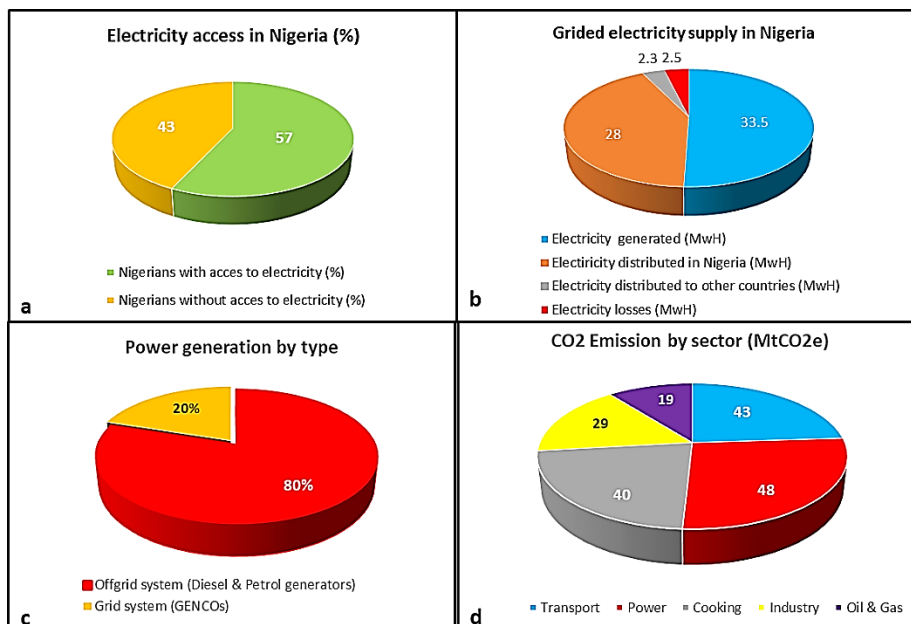 Electricity access in Nigeria (%)
43
57
Nigerians with acces to electricity (%)
Nigerians without acces to electricity (%)
a
Grided electricity supply in Nigeria
2.3 2.5
28
33.5
Electricity generated (MwH)
Electricity distributed in Nigeria (MwH)
Electricity distributed to other countries (MwH)
Electricity losses (MwH)
b
Power generation by type
20%
80%
Offgrid system (Diesel & Petrol generators)
Grid system (GENCOs)
c
CO2 Emission by sector (MtCO2e)
19
43
29
40
48
Transport Power Cooking Industry Oil & Gas
d